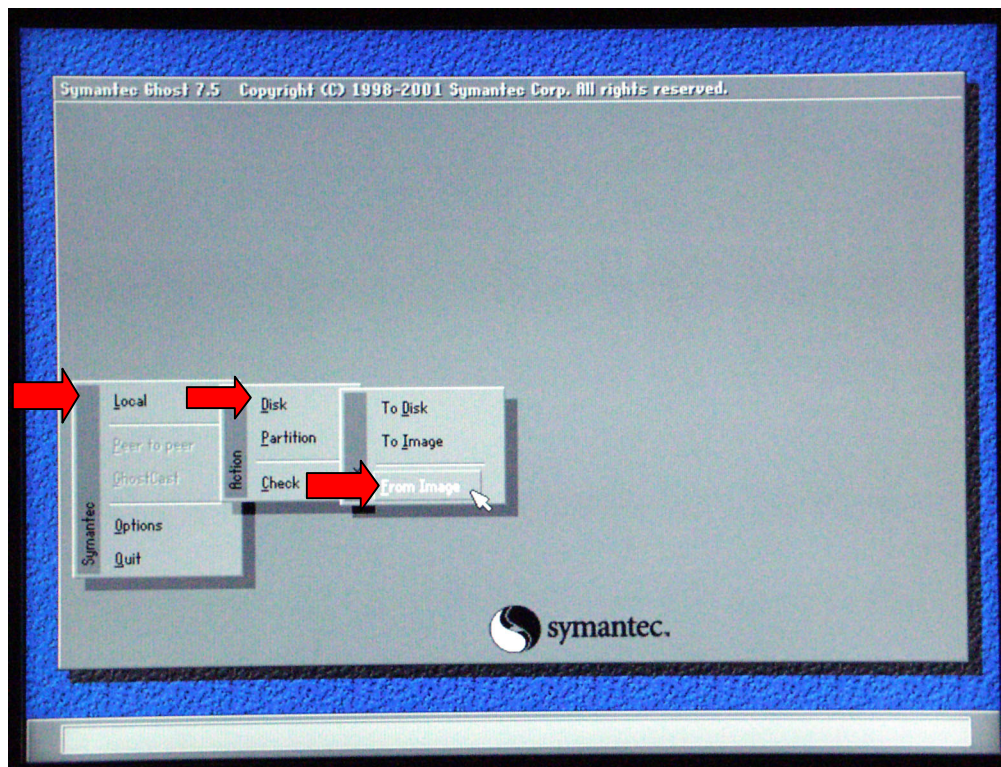 Symantec Ghost 7.5 Copyright (C) 1998-2001 Symantec Corp. All rights reserved.
Symantec
Local
Peer to peer
GhostCast
Options
Quit
Action
Disk
Partition
Check
To Disk
To Image
From Image
symantec.